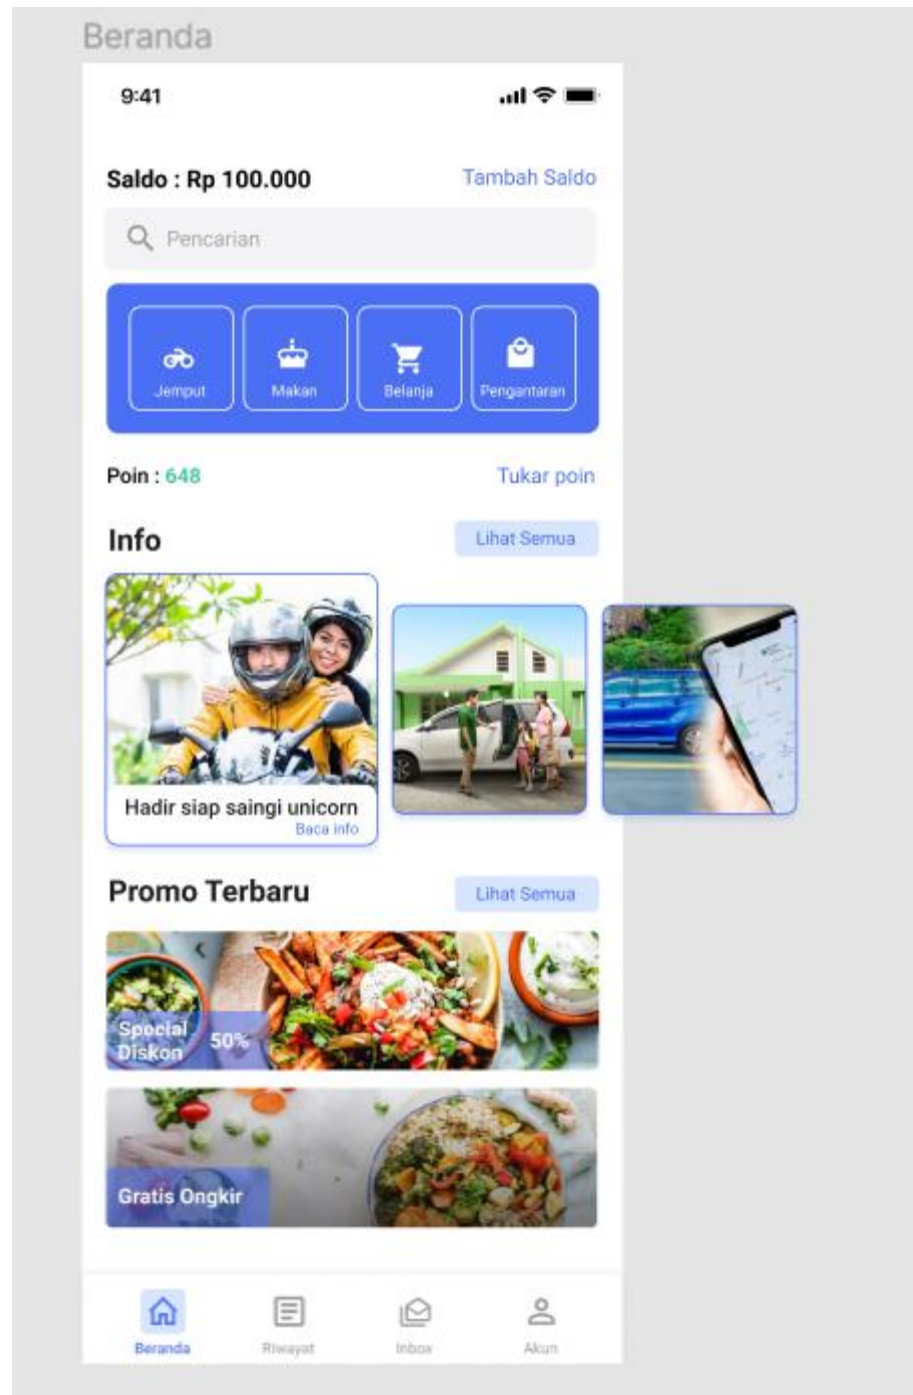 Beranda
9:41
Saldo : Rp 100.000
Tambah Saldo
Pencarian
Jemput
Makan
Belanja
Pengantaran
Poin : 648
Tukar poin
Info
Lihat Semua
Hadir siap saingi unicorn
Baca info
Promo Terbaru
Lihat Semua
Special
Diskon
50%
Gratis Ongkir
Beranda
Riwayat
Inbox
Akun